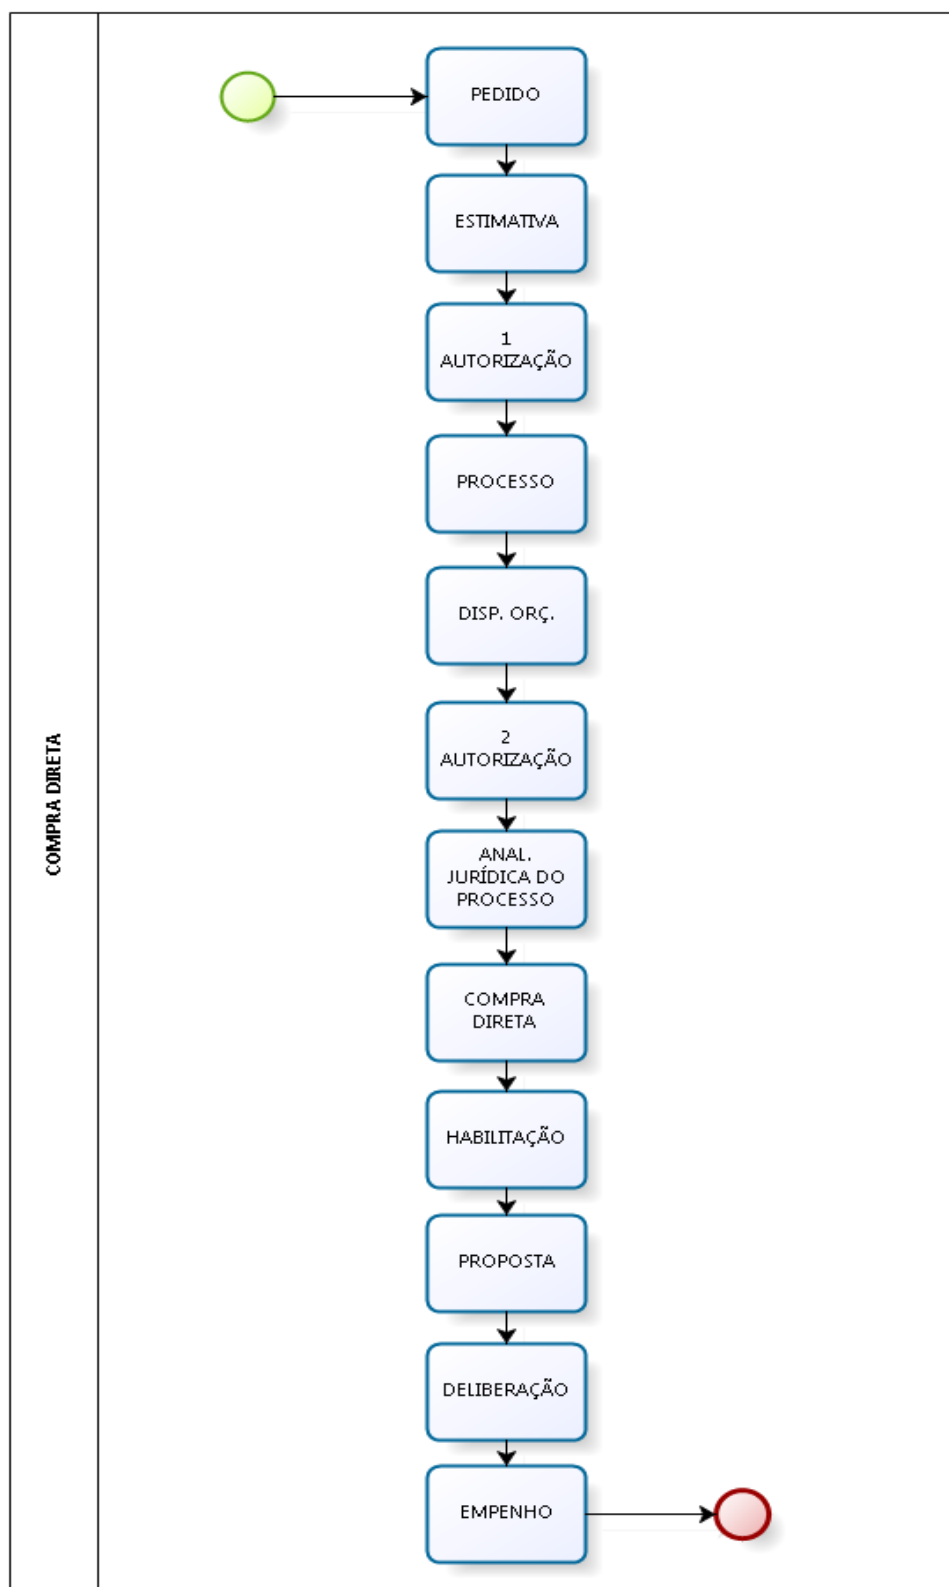 COMPRA DIRETA
PEDIDO
ESTIMATIVA
1
AUTORIZAÇÃO
PROCESSO
DISP. ORÇ.
2
AUTORIZAÇÃO
ANAL.
JURÍDICA DO
PROCESSO
COMPRA
DIRETA
HABILITAÇÃO
PROPOSTA
DELIBERAÇÃO
EMPENHO